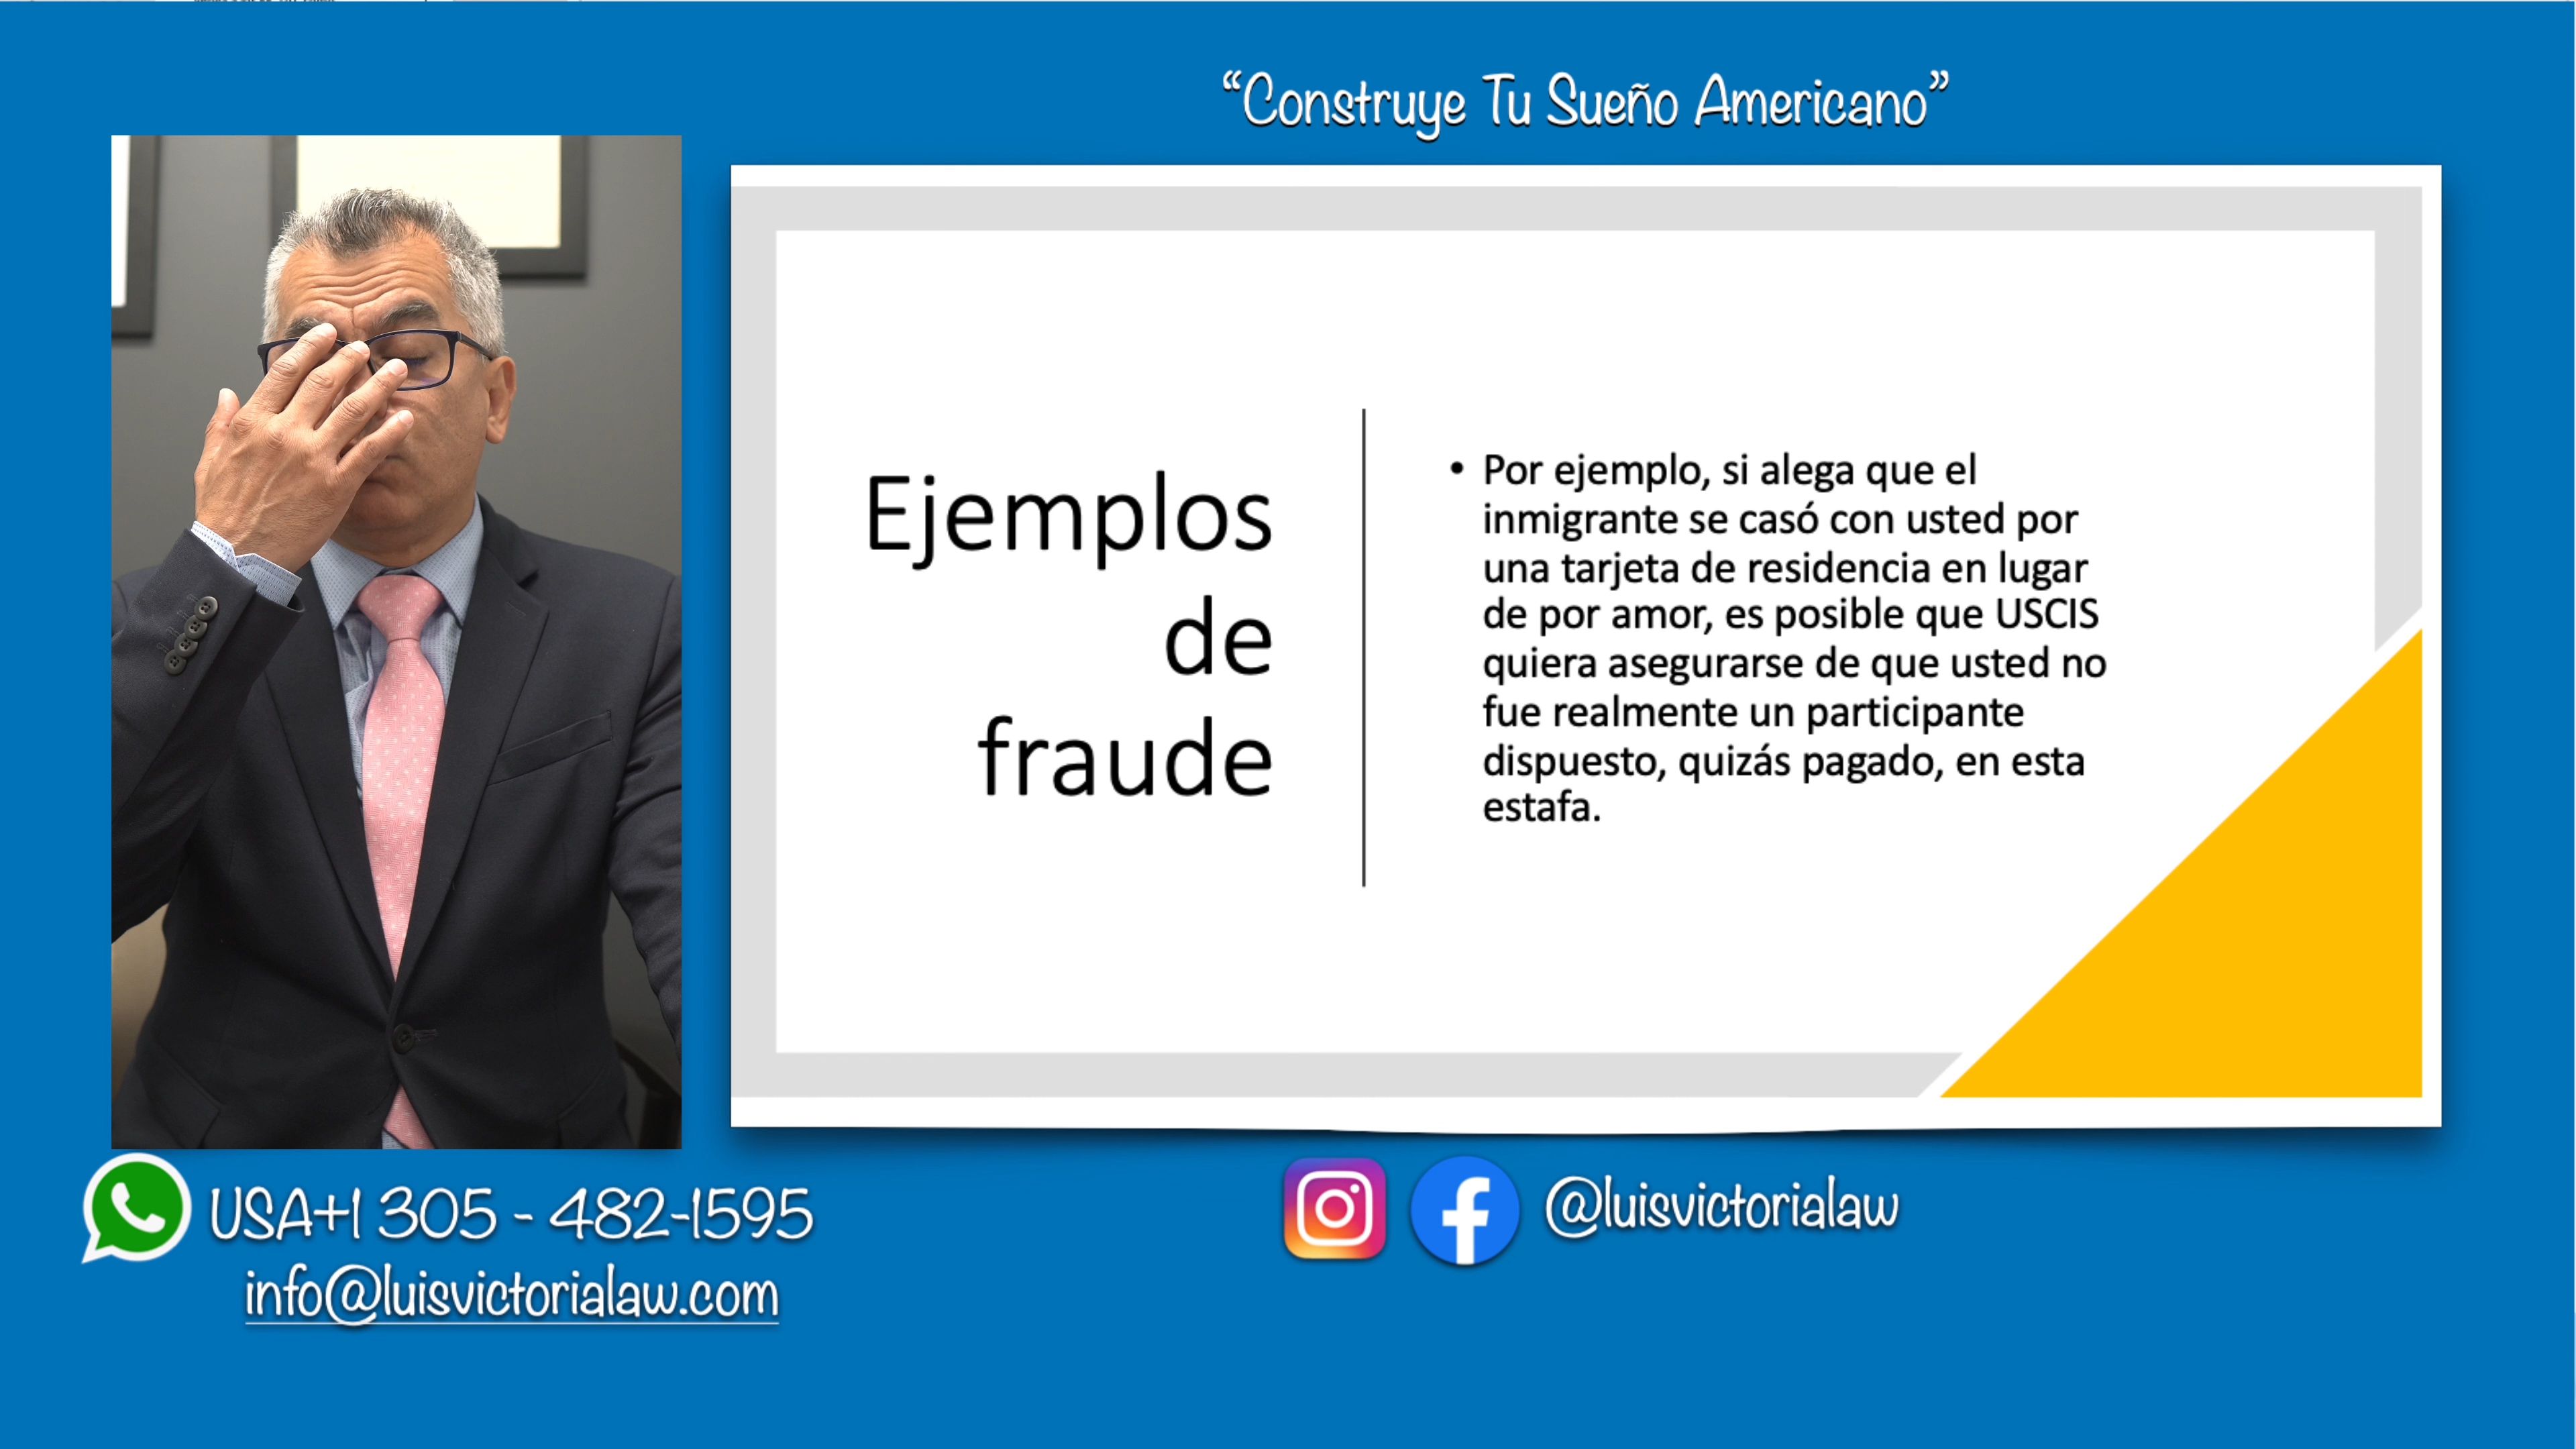 “Construye Tu Sueño Americano”
Ejemplos
de
fraude
• Por ejemplo, si alega que el
inmigrante se casó con usted por
una tarjeta de residencia en lugar
de por amor, es posible que USCIS
quiera asegurarse de que usted no
fue realmente un participante
dispuesto, quizás pagado, en esta
estafa.
USA+1 305 - 482-1595
info@luisvictorialaw.com
@luisvictorialaw